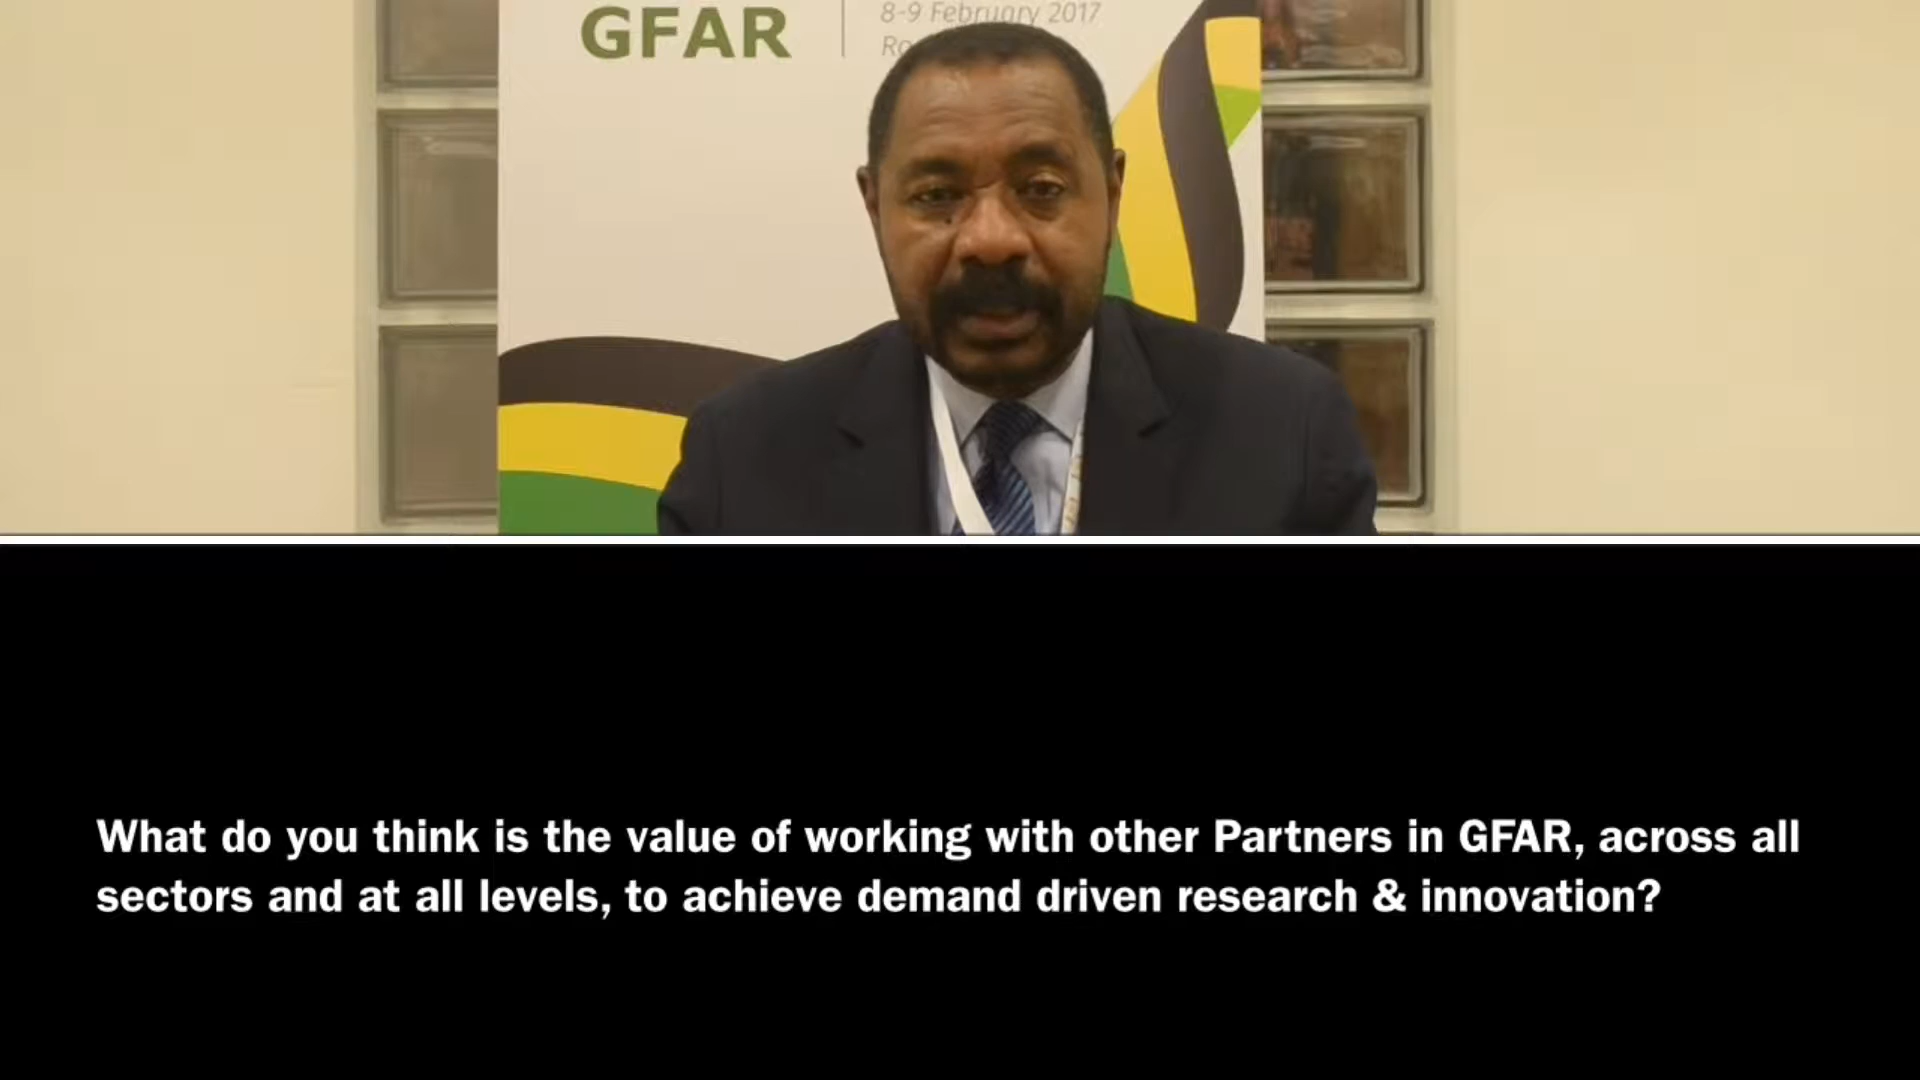 GFAR
8-9 February 2017
What do you think is the value of working with other Partners in GFAR, across all
sectors and at all levels, to achieve demand driven research & innovation?